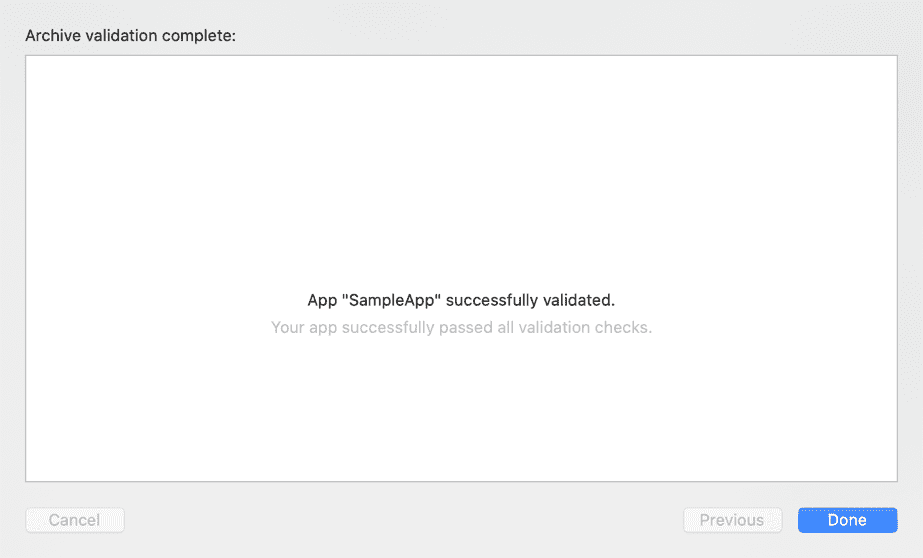 Archive validation complete:
App "SampleApp" successfully validated.
Your app successfully passed all validation checks.
Cancel
Previous
Done